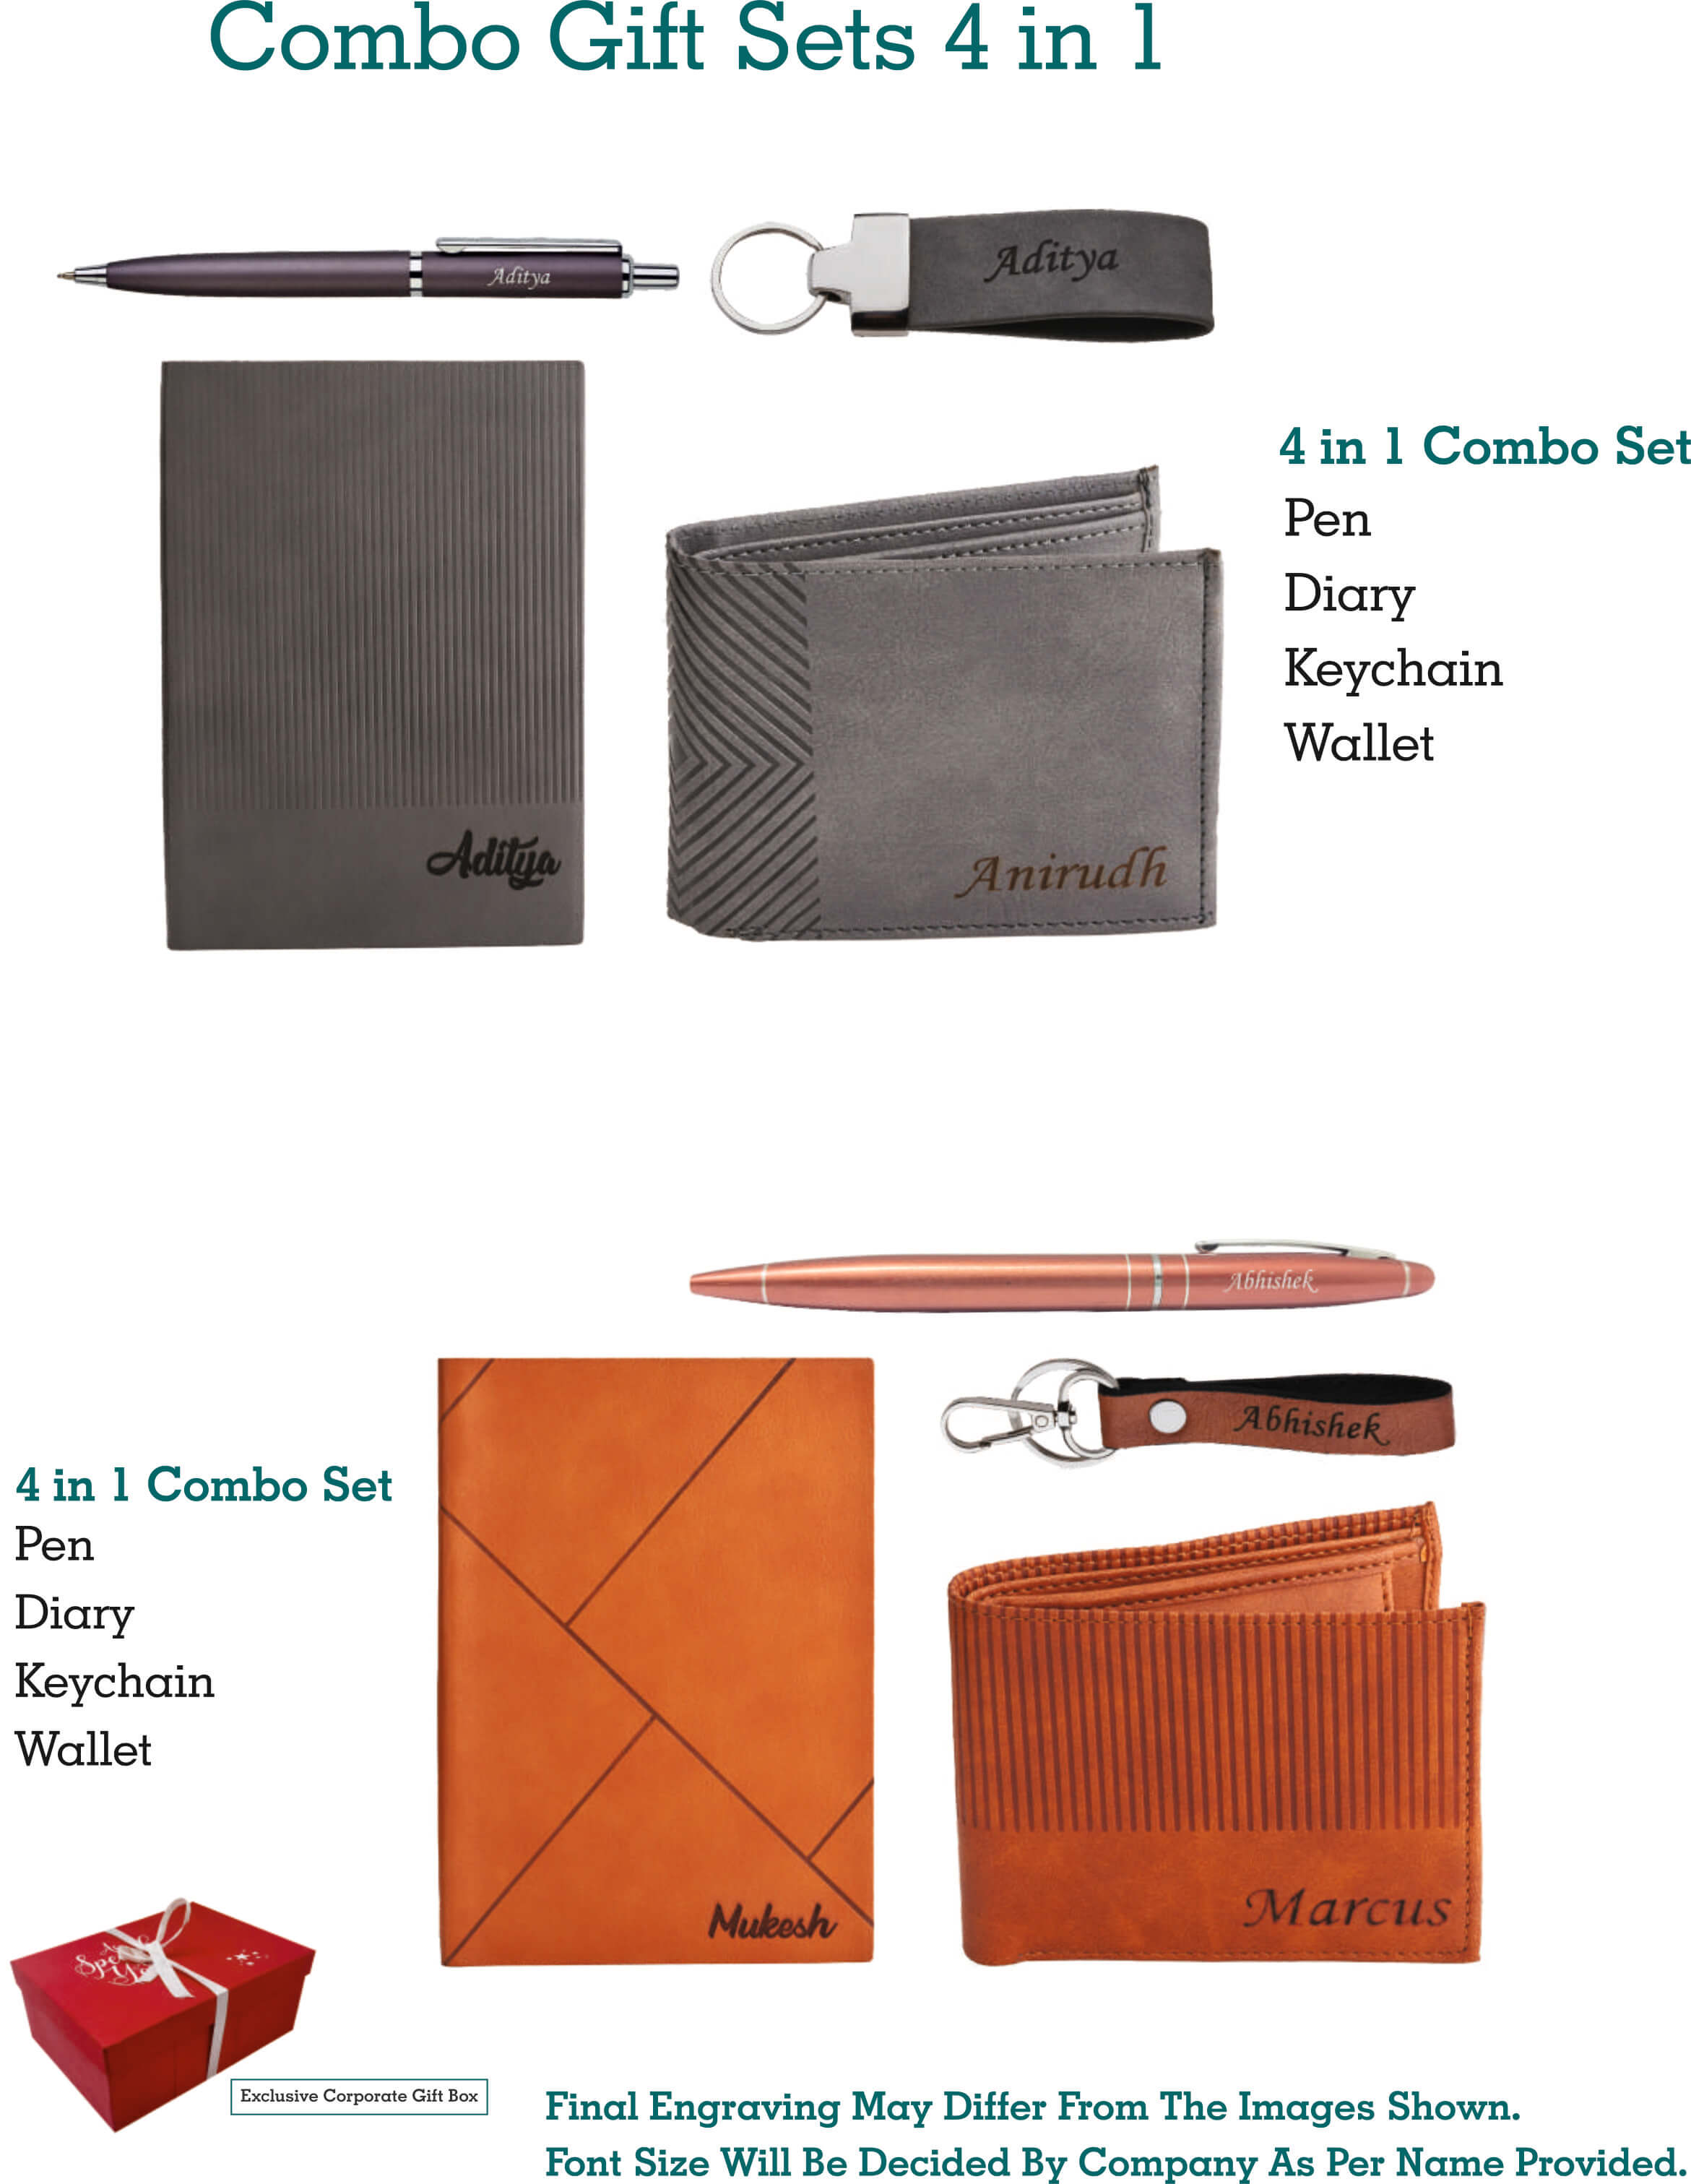 Combo Gift Sets 4 in 1
Aditya
Aditya
4 in 1 Combo Set
Pen
Diary
Keychain
Wallet
Aditya
Anirudh
Abhishek
Abhishek
4 in 1 Combo Set
Pen
Diary
Keychain
Wallet
Mukesh
Marcus
Exclusive Corporate Gift Box
Final Engraving May Differ From The Images Shown.
Font Size Will Be Decided By Company As Per Name Provided.